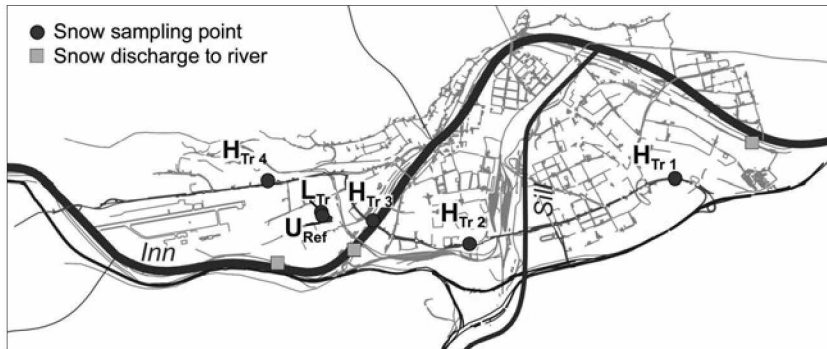 Snow sampling point
Snow discharge to river
H Tr 4
L Tr
H Tr 3
U Ref
H Tr 2
H Tr 1
Inn
Sill